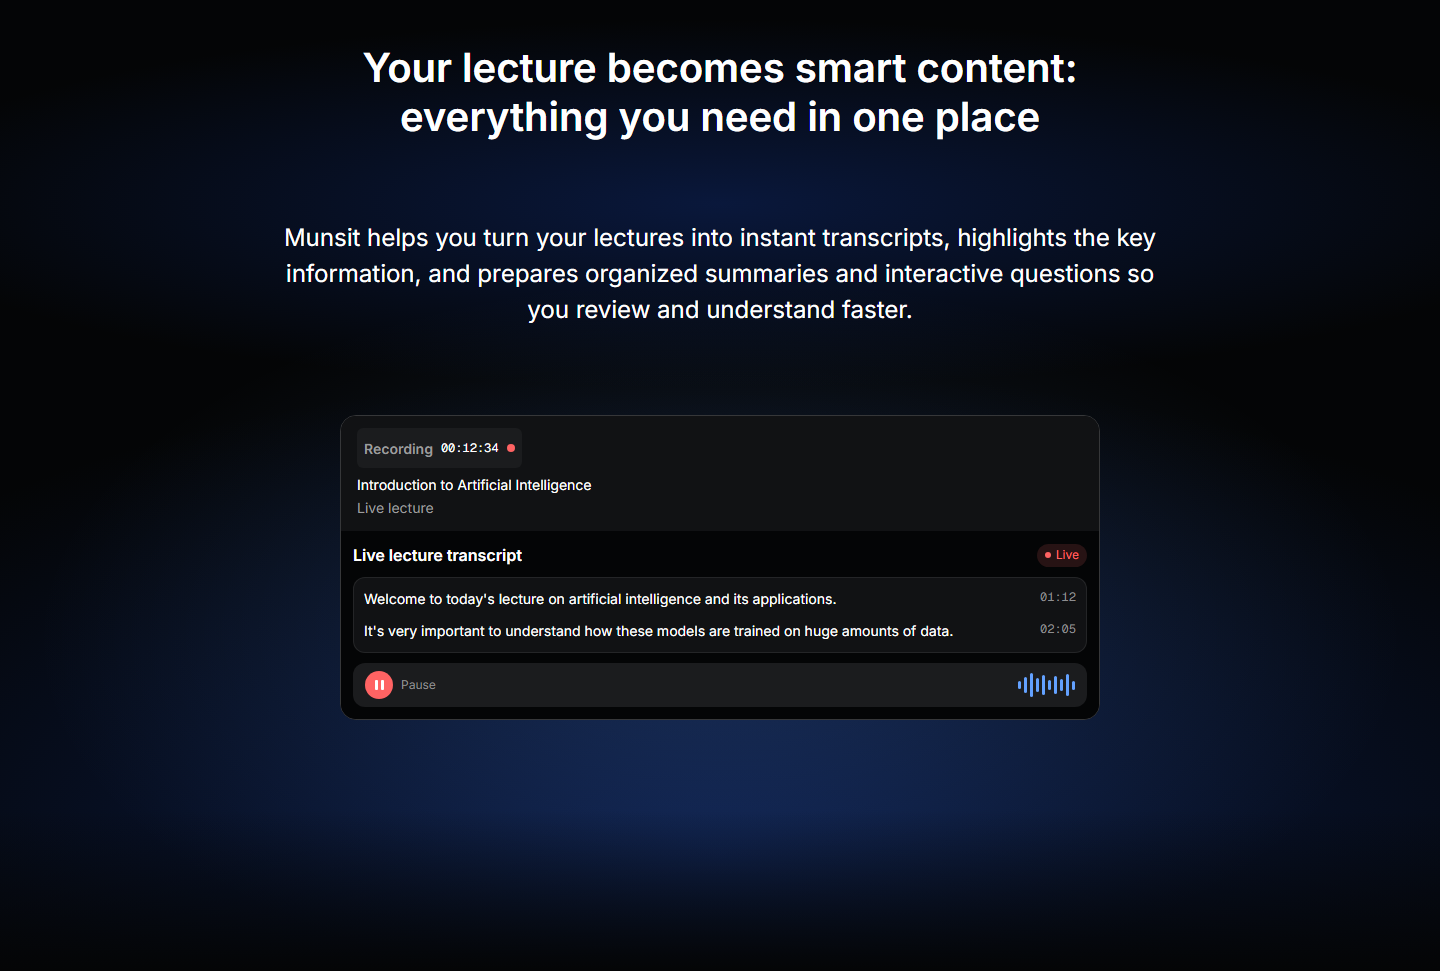 Your lecture becomes smart content:
everything you need in one place
Munsit helps you turn your lectures into instant transcripts, highlights the key
information, and prepares organized summaries and interactive questions so
you review and understand faster.
Recording 00:12:34
Introduction to Artificial Intelligence
Live lecture
Live lecture transcript
Live
Welcome to today's lecture on artificial intelligence and its applications.
01:12
It's very important to understand how these models are trained on huge amounts of data.
02:05
Pause